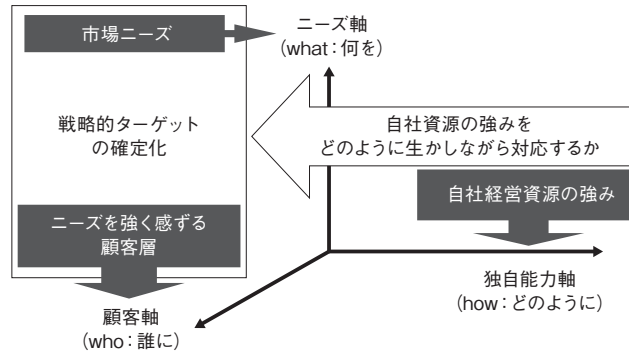 市場ニーズ
ニーズ軸
(what:何を)
戦略的ターゲット
の確定化
自社資源の強みを
どのように生かしながら対応するか
自社経営資源の強み
ニーズを強く感ずる
顧客層
独自能力軸
(how:どのように)
顧客軸
(who:誰に)